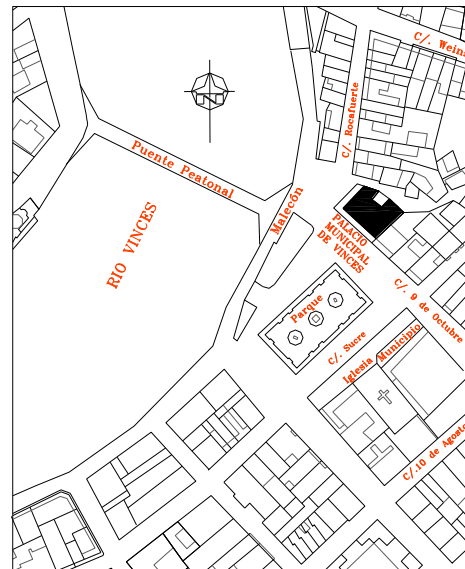 C/. Weins
C/. Rocafuerte
N
Puente Peatonal
Malecón
RIO VINCES
PALACIO
MUNICIPAL
DE VINCES
Parque
C/. 9 de Octubre
C/. Sucre
Iglesia Municipio
C/.10 de Agosto